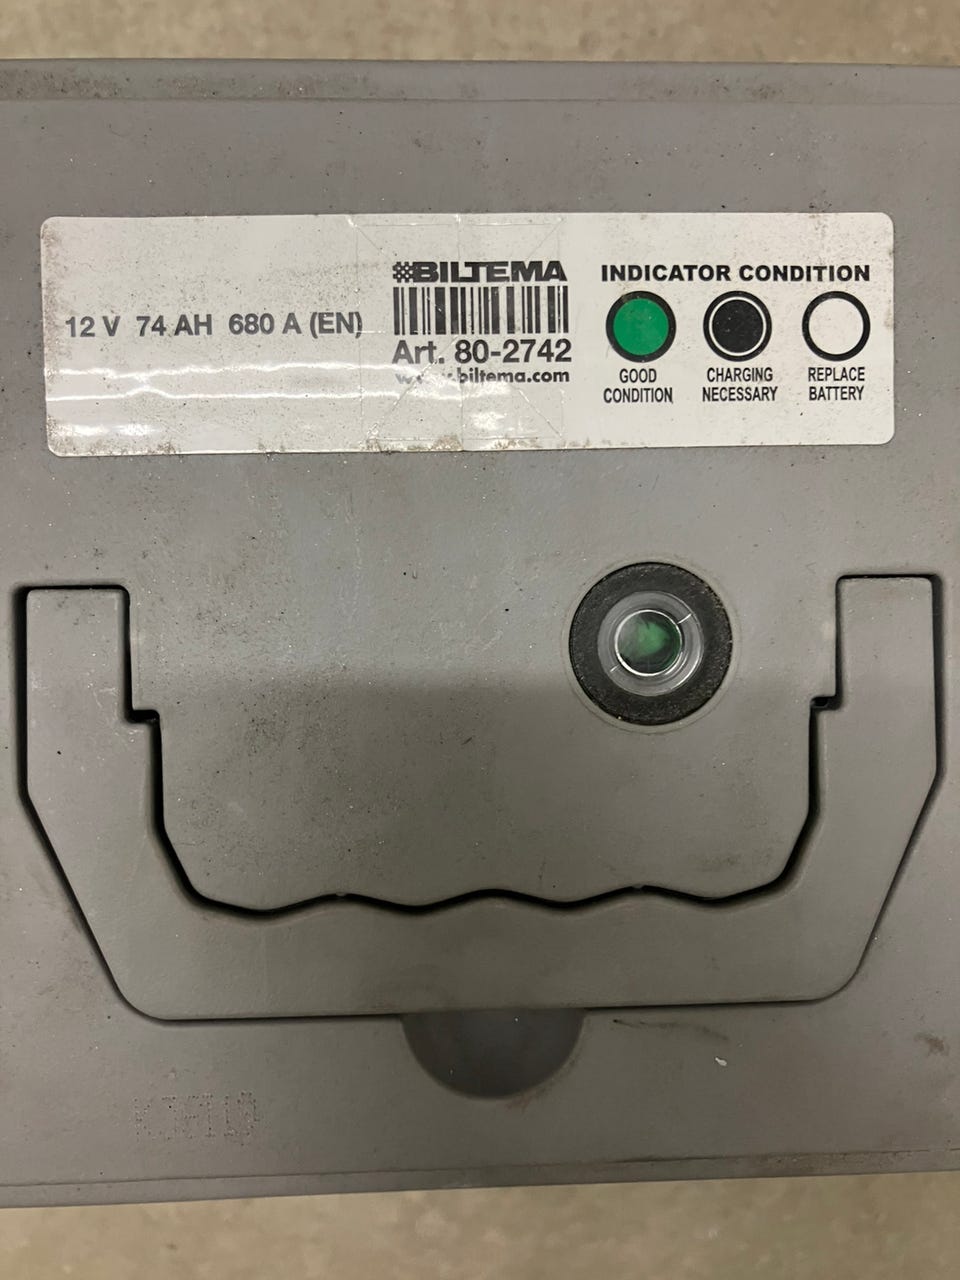 12 V 74 AH 680 A (EN)
BILTEMA
Art. 80-2742
www.biltema.com
INDICATOR CONDITION
GOOD
CONDITION
CHARGING
NECESSARY
REPLACE
BATTERY